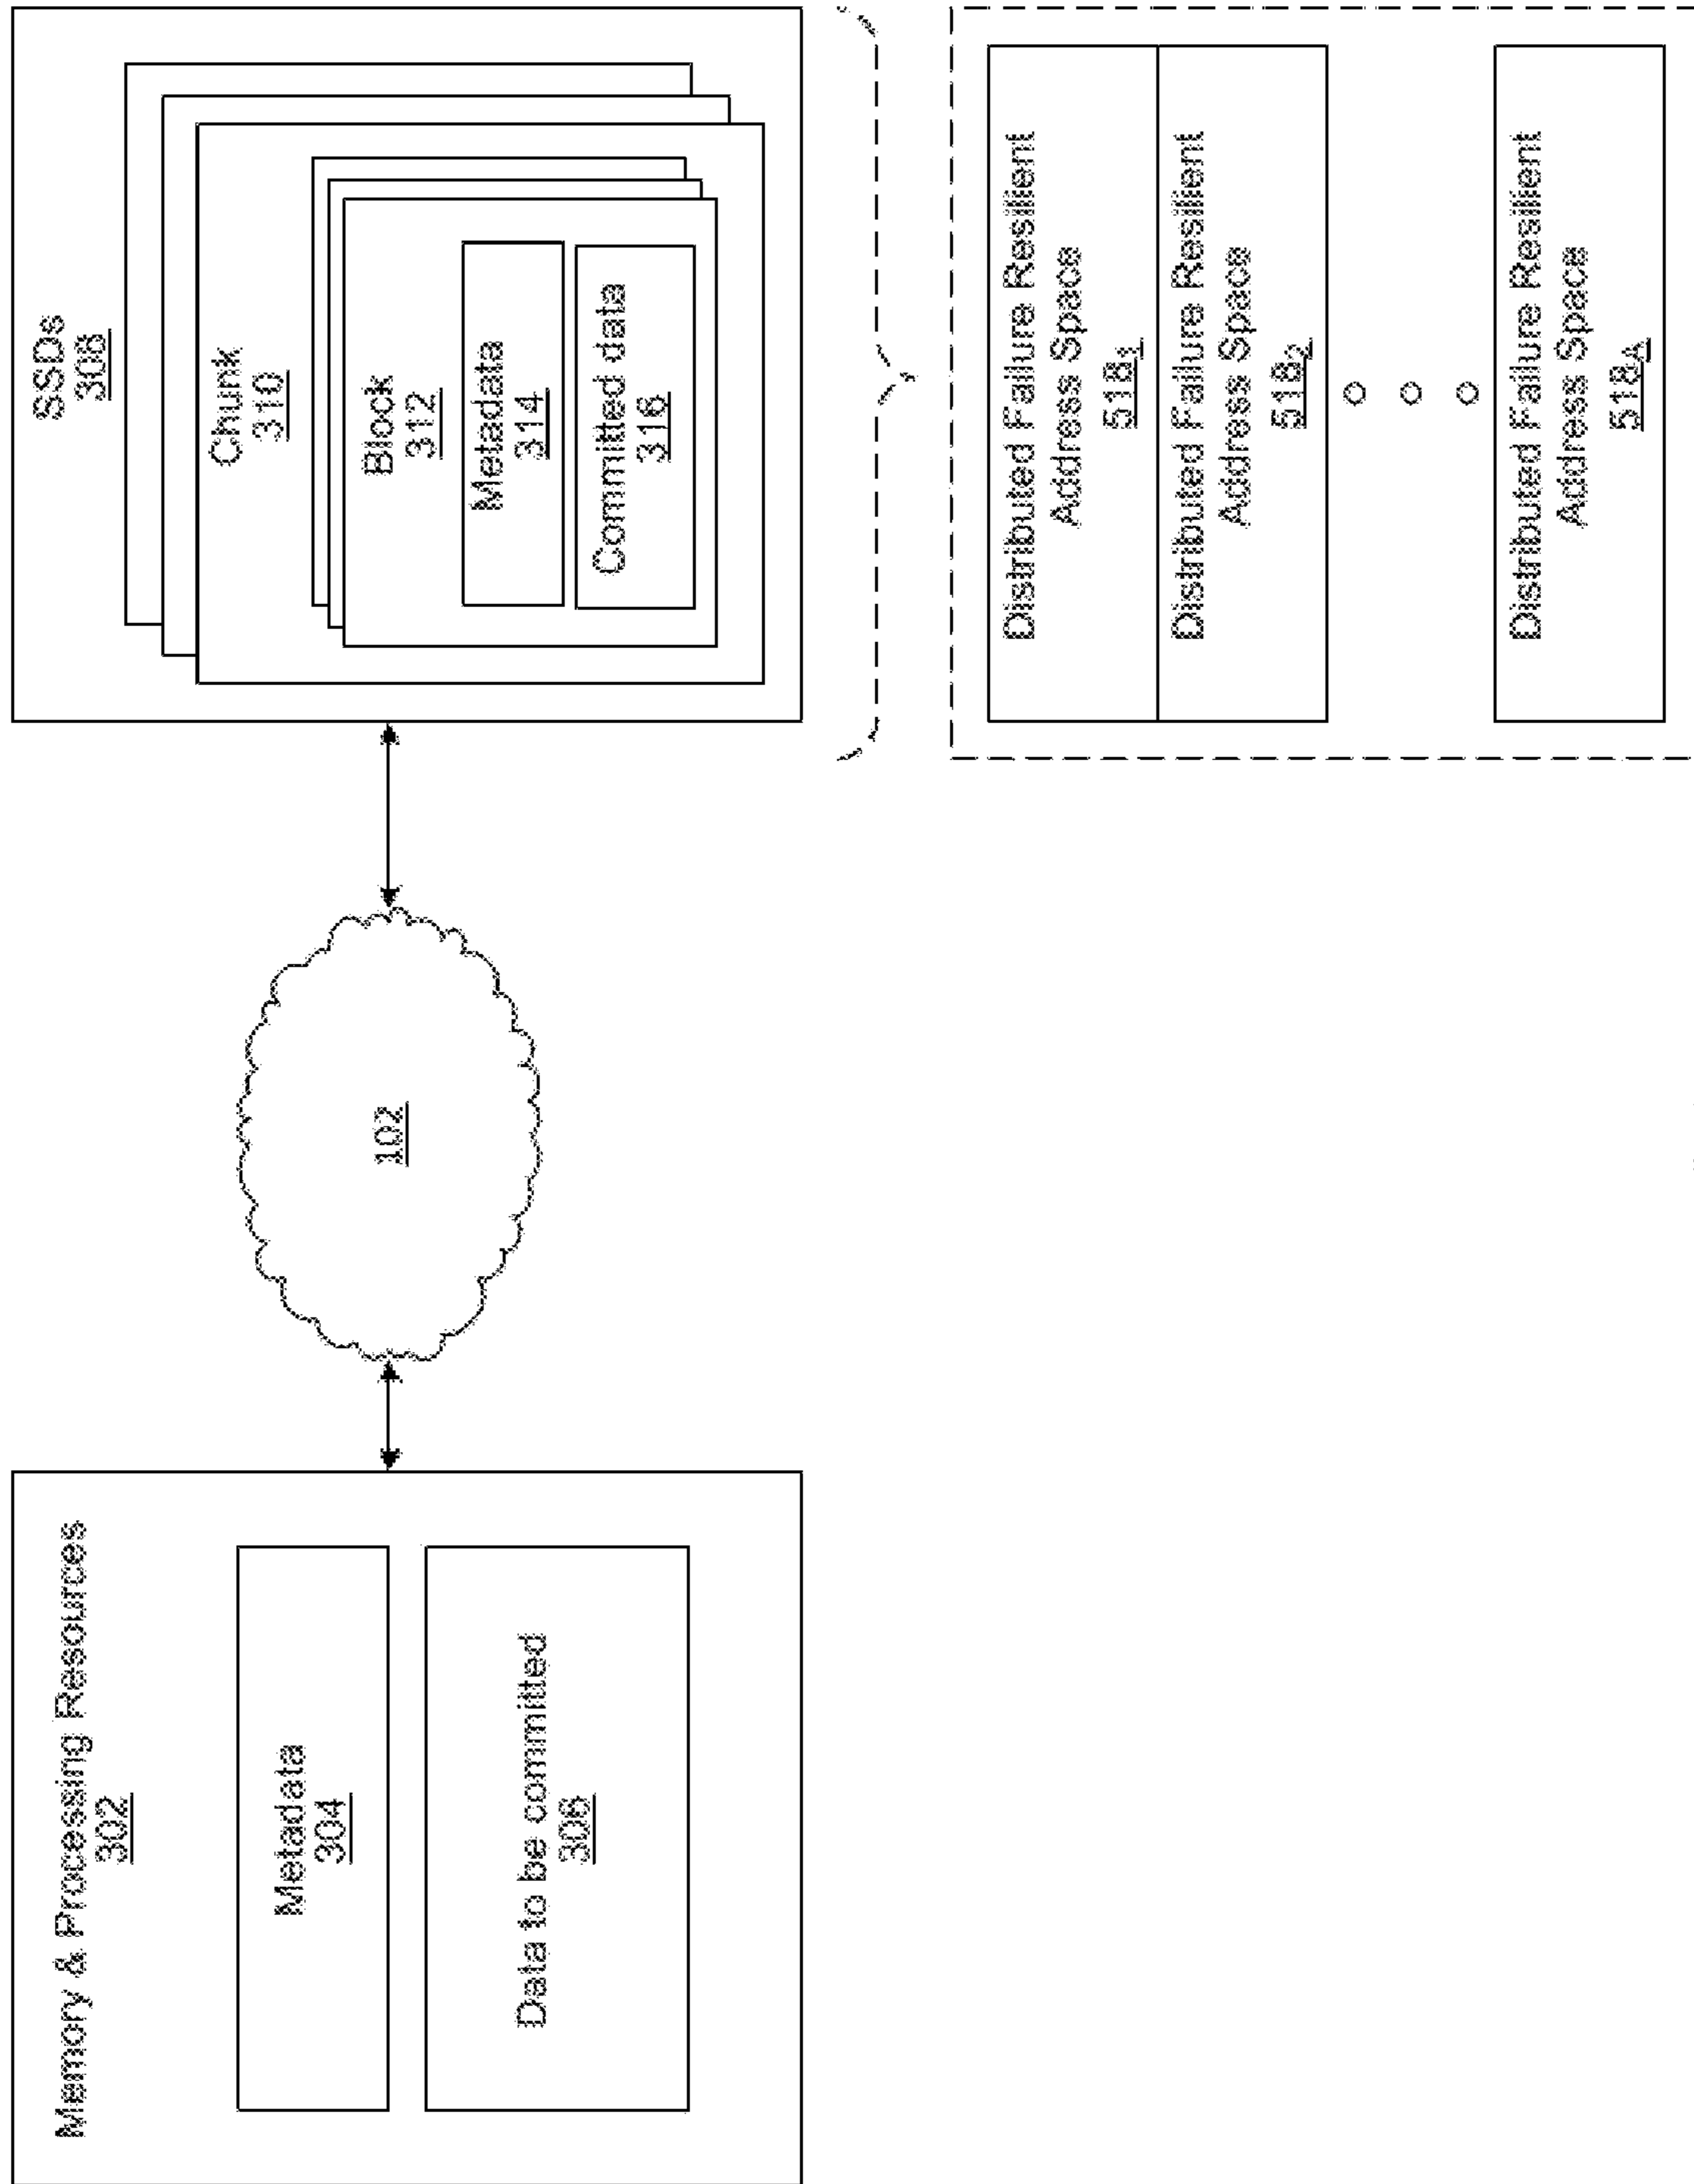 Memory & Processing Resources
302
Metadata
304
Data to be committed
306
102
SSDs
308
Chunk
310
Block
312
Metadata
314
Committed data
316
Distributed Failure Resilient
Address Space
518₁
Distributed Failure Resilient
Address Space
518₂
Distributed Failure Resilient
Address Space
518A